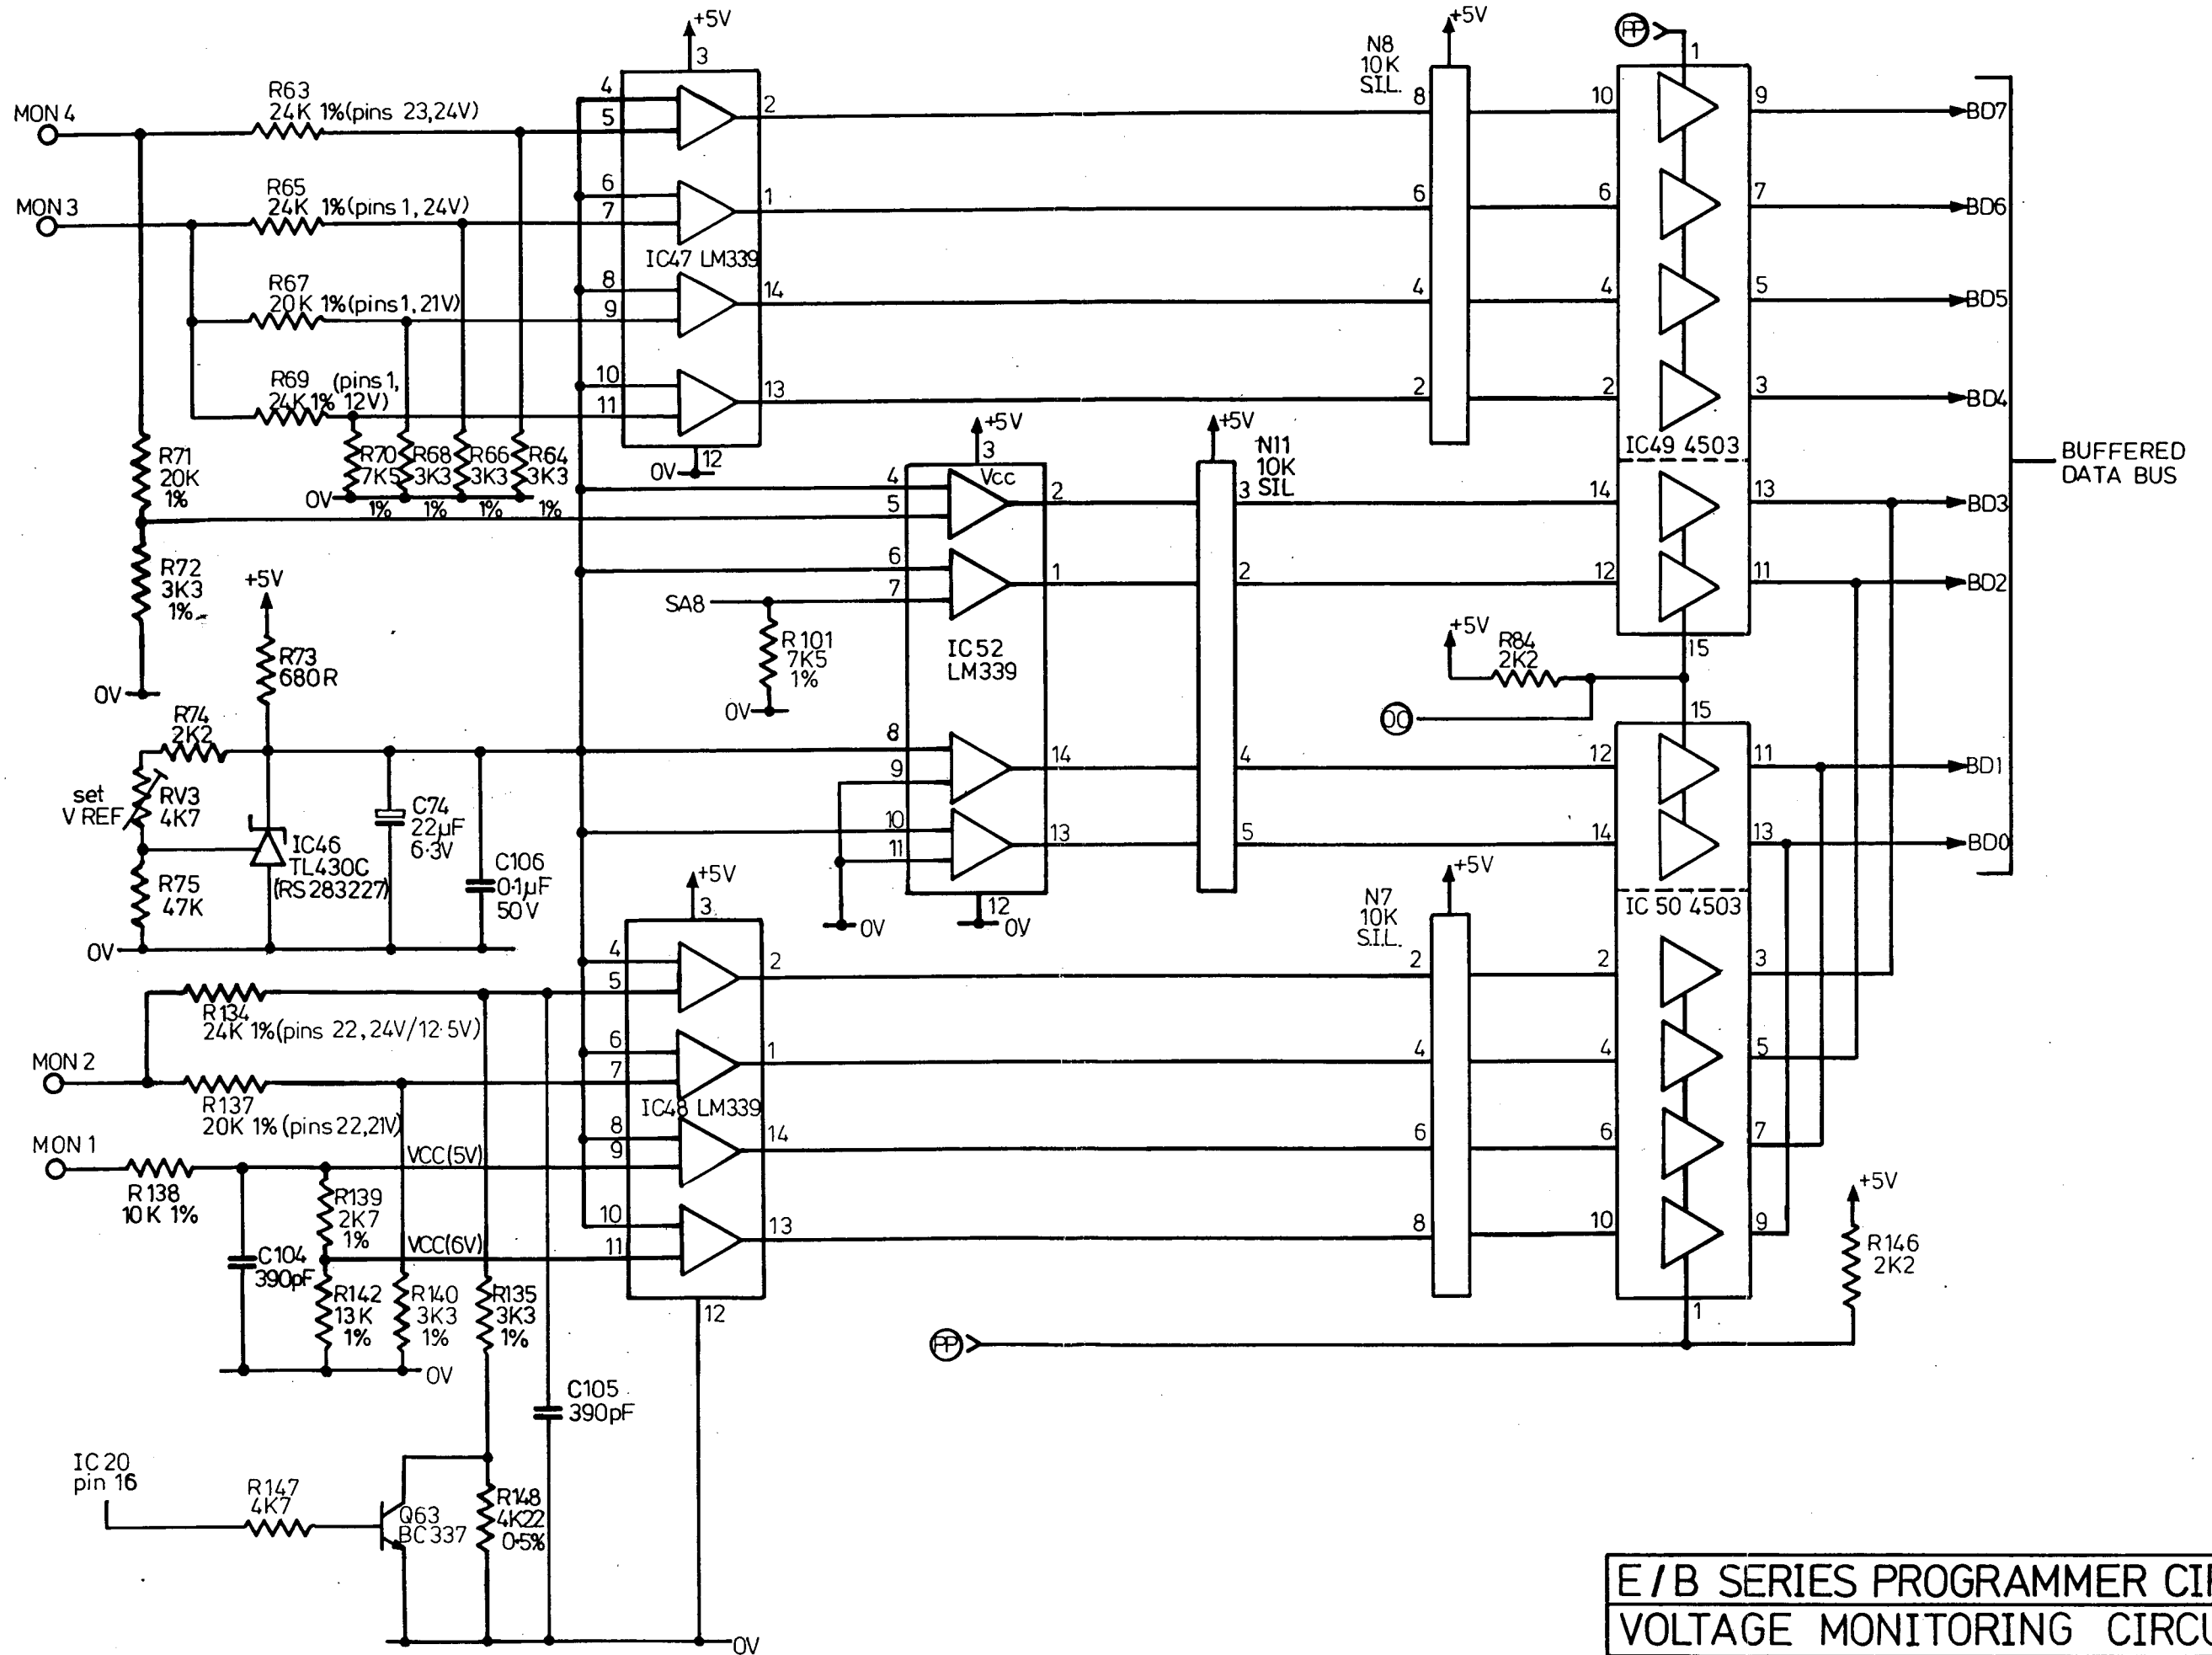 +5V
3
MON 4
R63
24K 1% (pins 23,24V)
4
5
2
MON 3
R65
24K 1% (pins 1, 24V)
6
7
1
IC47 LM339
R67
20K 1% (pins 1, 21V)
8
9
14
R69 (pins 1,
24K 1% 12V)
10
11
13
12
0V
R70
7K5
1%
R68
3K3
1%
R66
3K3
1%
R64
3K3
1%
0V
R71
20K
1%
R72
3K3
1%
0V
+5V
N8
10K
S.I.L.
8
6
4
2
PP
1
10
9
BD7
6
7
BD6
4
5
BD5
2
3
BD4
IC49 4503
14
13
BD3
12
11
BD2
15
BUFFERED
DATA BUS
+5V
3
Vcc
4
5
2
6
7
1
SA8
R101
7K5
1%
0V
IC52
LM339
8
9
14
10
11
13
12
0V
0V
+5V
N11
10K
SIL
3
2
4
5
+5V
R84
2K2
OO
15
12
11
BD1
14
13
BD0
IC 50 4503
2
3
4
5
6
7
10
9
1
+5V
R73
680R
R74
2K2
set
V REF
RV3
4K7
R75
47K
0V
IC46
TL430C
(RS 283227)
C74
22µF
6·3V
C106
0·1µF
50V
+5V
3
4
5
2
6
7
1
IC48 LM339
8
9
14
10
11
13
12
+5V
N7
10K
S.I.L.
2
4
6
8
R134
24K 1% (pins 22, 24V/12·5V)
MON 2
R137
20K 1% (pins 22,21V)
MON 1
R138
10K 1%
VCC(5V)
R139
2K7
1%
VCC(6V)
C104
390pF
R142
13K
1%
R140
3K3
1%
R135
3K3
1%
0V
C105
390pF
PP
+5V
R146
2K2
IC 20
pin 16
R147
4K7
Q63
BC337
R148
4K22
0·5%
0V
E / B SERIES PROGRAMMER CI
VOLTAGE MONITORING CIRCU